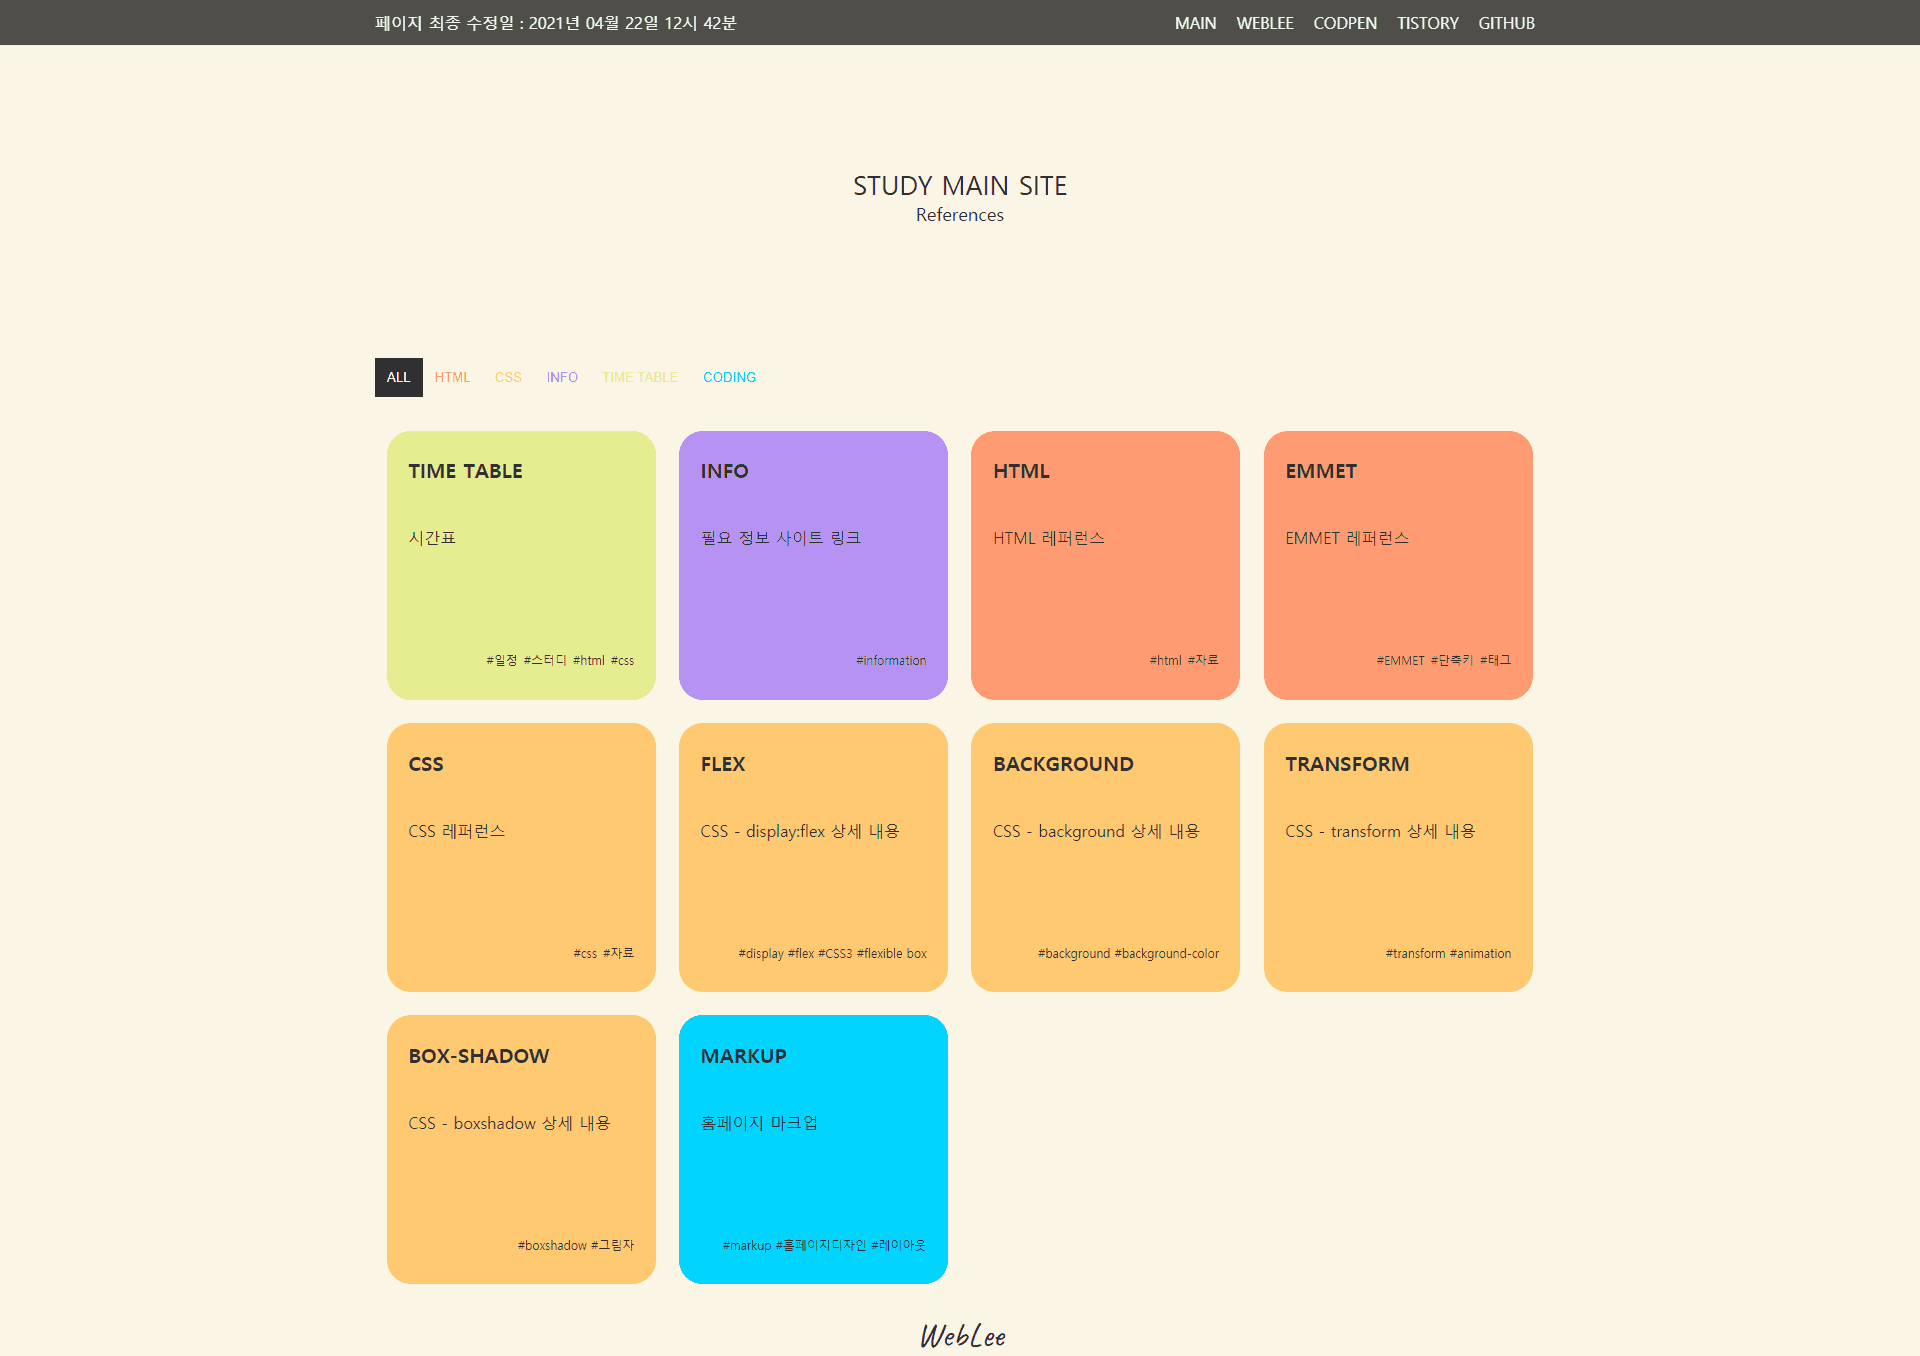 페이지 최종 수정일 : 2021년 04월 22일 12시 42분
MAIN WEBLEE CODPEN TISTORY GITHUB
STUDY MAIN SITE
References
ALL HTML CSS INFO TIME TABLE CODING
TIME TABLE
시간표
#일정 #스터디 #html #css
INFO
필요 정보 사이트 링크
#information
HTML
HTML 레퍼런스
#html #자료
EMMET
EMMET 레퍼런스
#EMMET #단축키 #태그
CSS
CSS 레퍼런스
#css #자료
FLEX
CSS - display:flex 상세 내용
#display #flex #CSS3 #flexible box
BACKGROUND
CSS - background 상세 내용
#background #background-color
TRANSFORM
CSS - transform 상세 내용
#transform #animation
BOX-SHADOW
CSS - boxshadow 상세 내용
#boxshadow #그림자
MARKUP
홈페이지 마크업
#markup #홈페이지디자인 #레이아웃
WebLee